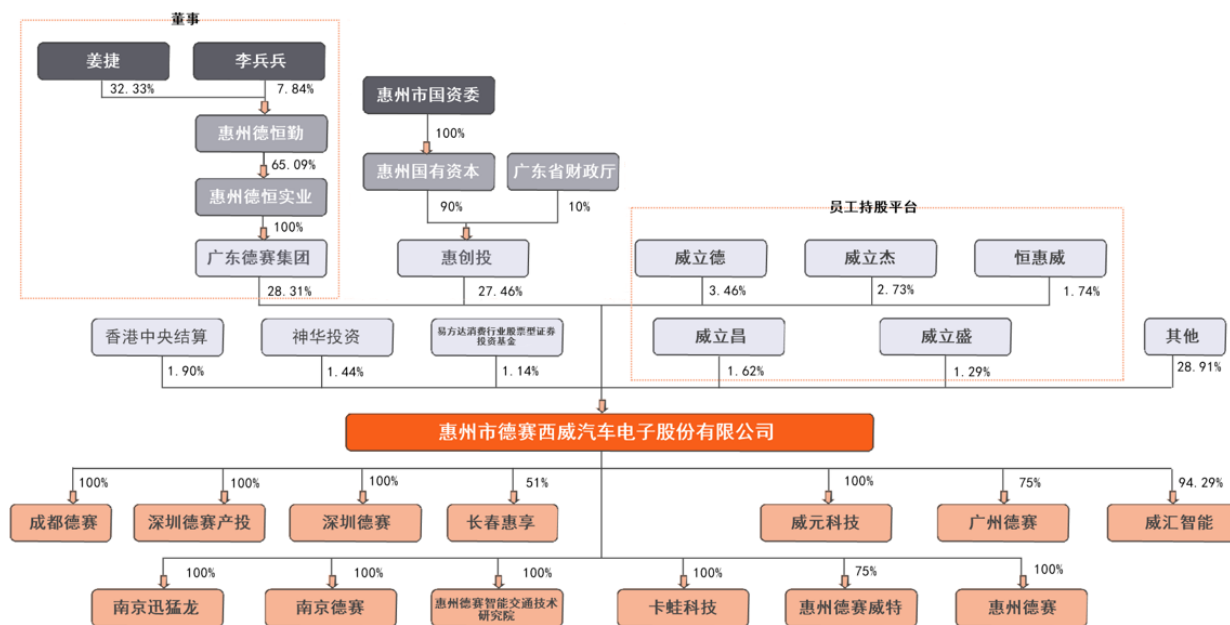 董事
姜捷
李兵兵
32.33%
7.84%
惠州市国资委
惠州德恒勤
100%
65.09%
惠州国有资本
广东省财政厅
惠州德恒实业
90%
10%
100%
员工持股平台
广东德赛集团
惠创投
威立德
威立杰
恒惠威
28.31%
27.46%
3.46%
2.73%
1.74%
香港中央结算
神华投资
易方达消费行业股票型证券
投资基金
威立昌
威立盛
其他
1.90%
1.44%
1.14%
1.62%
1.29%
28.91%
惠州市德赛西威汽车电子股份有限公司
100%
100%
100%
51%
100%
75%
94.29%
成都德赛
深圳德赛产投
深圳德赛
长春惠享
威元科技
广州德赛
威汇智能
100%
100%
100%
100%
75%
100%
南京迅猛龙
南京德赛
惠州德赛智能交通技术
研究院
卡蛙科技
惠州德赛威特
惠州德赛